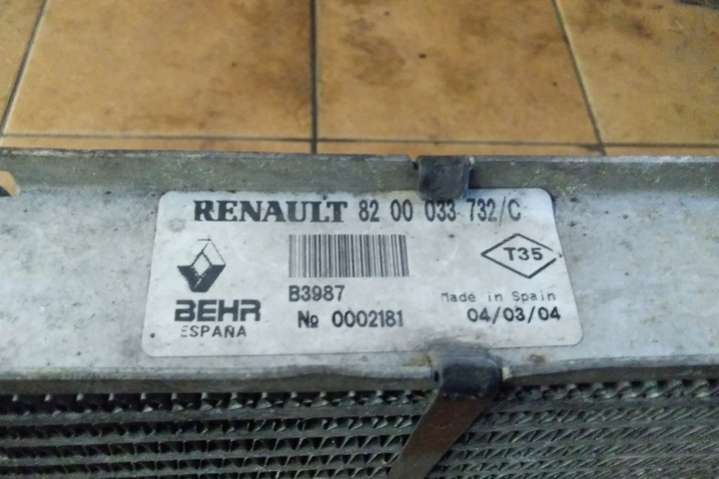 RENAULT 82 00 033 732/C
T35
B3987
Made in Spain
BEHR
ESPAÑA
№ 0002181
04/03/04